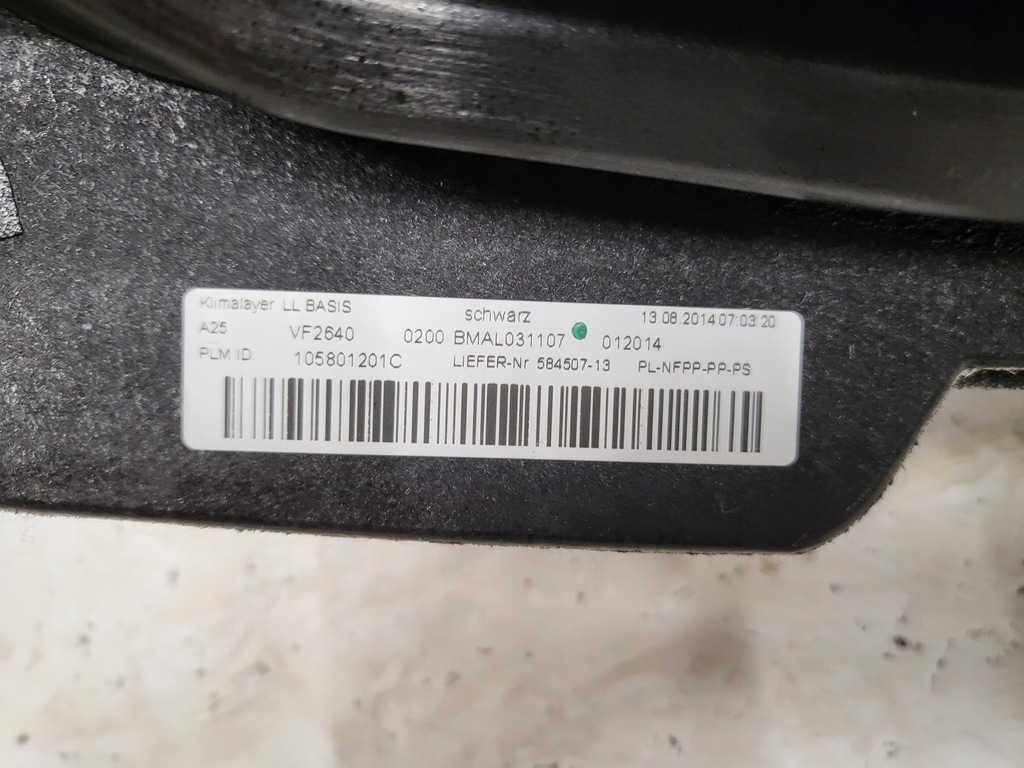 Klimalayer LL BASIS schwarz 13.08.2014 07:03:20
A25 VF2640 0200 BMAL031107 012014
PLM ID: 105801201C LIEFER-Nr 584507-13 PL-NFPP-PP-PS